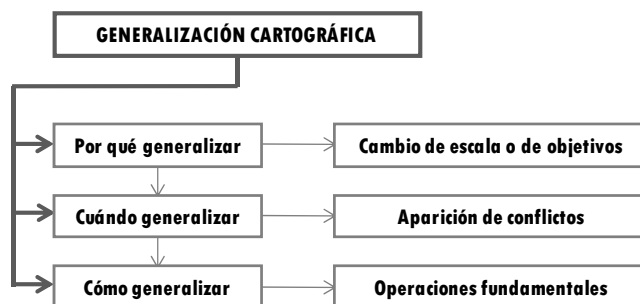 GENERALIZACIÓN CARTOGRÁFICA
Por qué generalizar
Cambio de escala o de objetivos
Cuándo generalizar
Aparición de conflictos
Cómo generalizar
Operaciones fundamentales